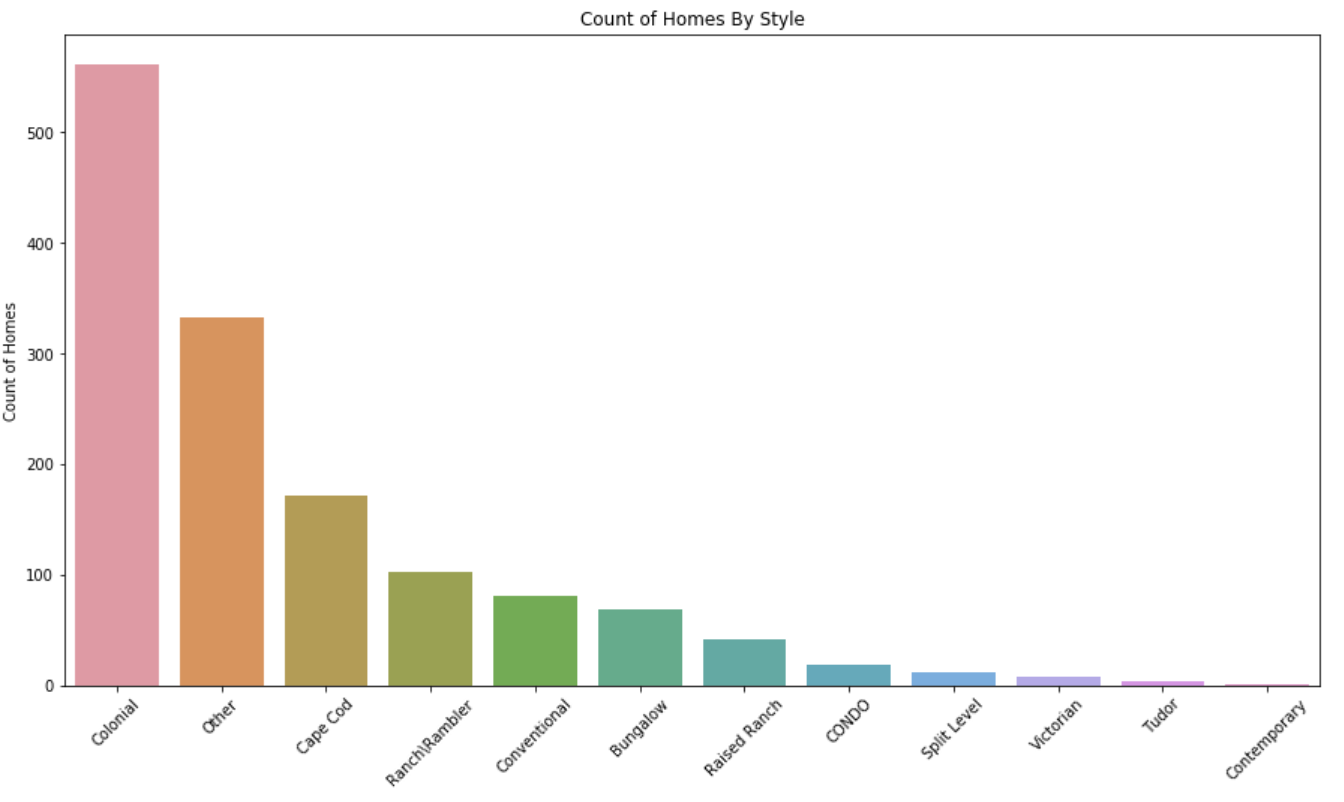 Count of Homes By Style
Count of Homes
500
400
300
200
100
0
Colonial
Other
Cape Cod
Ranch\Rambler
Conventional
Bungalow
Raised Ranch
CONDO
Split Level
Victorian
Tudor
Contemporary